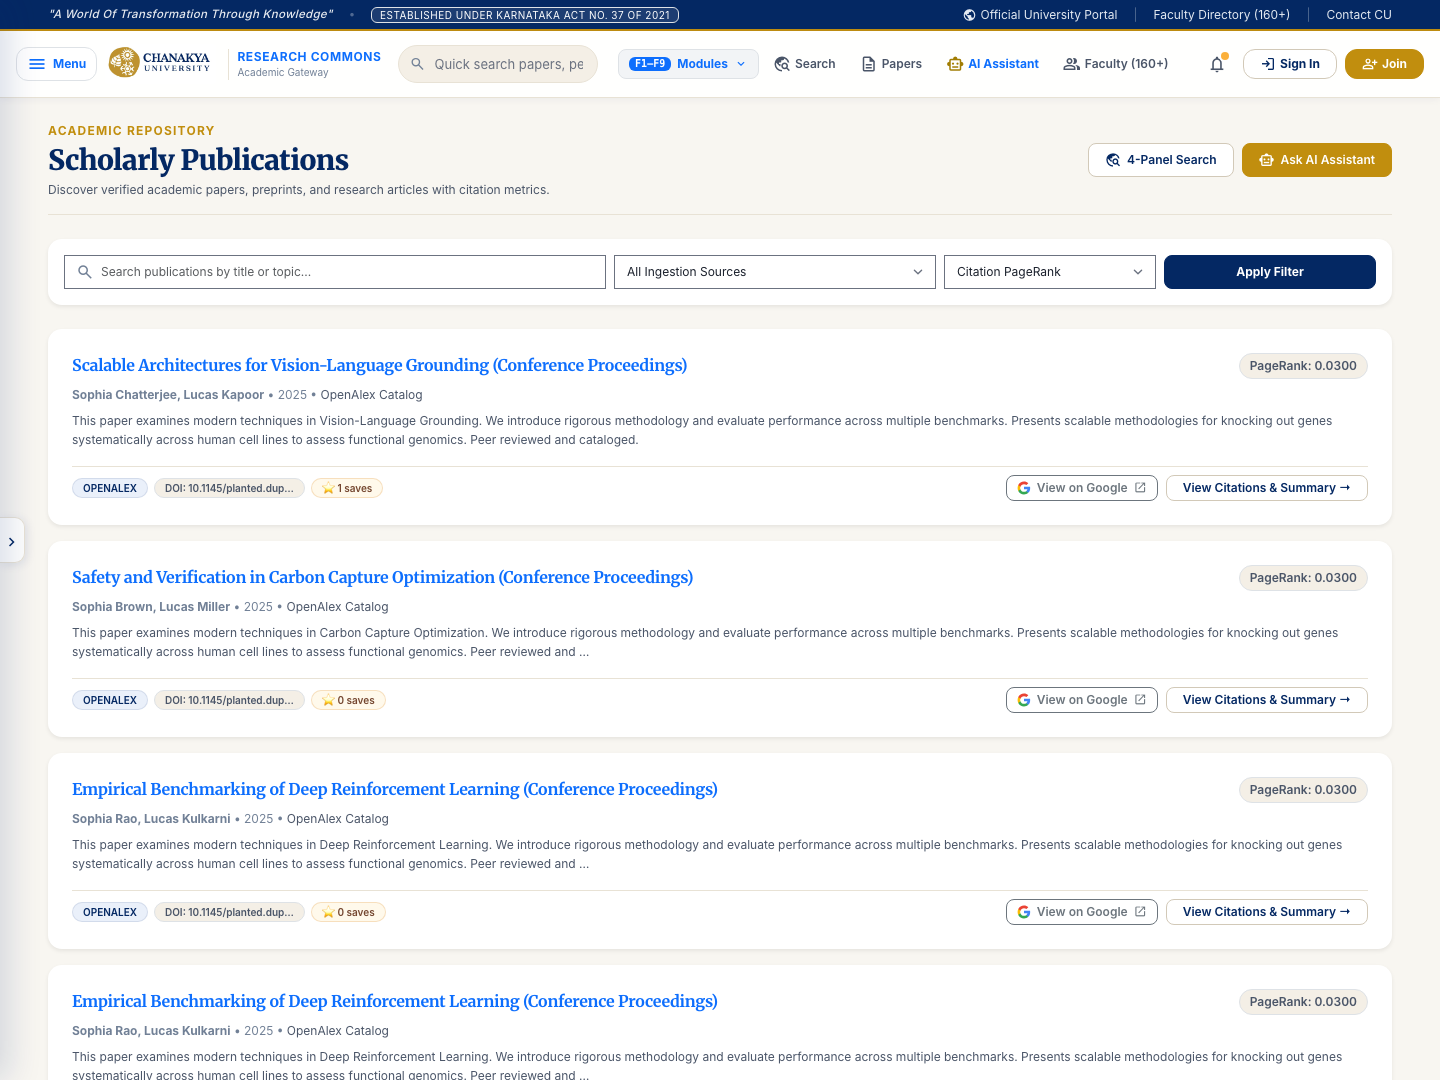 "A World Of Transformation Through Knowledge" • ESTABLISHED UNDER KARNATAKA ACT NO. 37 OF 2021 Official University Portal Faculty Directory (160+) Contact CU
Menu CHANAKYA UNIVERSITY RESEARCH COMMONS Academic Gateway Quick search papers, pe F1–F9 Modules Search Papers AI Assistant Faculty (160+) Sign In Join
ACADEMIC REPOSITORY
Scholarly Publications
Discover verified academic papers, preprints, and research articles with citation metrics.
4-Panel Search Ask AI Assistant
Search publications by title or topic... All Ingestion Sources Citation PageRank Apply Filter
Scalable Architectures for Vision-Language Grounding (Conference Proceedings) PageRank: 0.0300
Sophia Chatterjee, Lucas Kapoor • 2025 • OpenAlex Catalog
This paper examines modern techniques in Vision-Language Grounding. We introduce rigorous methodology and evaluate performance across multiple benchmarks. Presents scalable methodologies for knocking out genes
systematically across human cell lines to assess functional genomics. Peer reviewed and cataloged.
OPENALEX DOI: 10.1145/planted.dup... ⭐ 1 saves View on Google View Citations & Summary →
Safety and Verification in Carbon Capture Optimization (Conference Proceedings) PageRank: 0.0300
Sophia Brown, Lucas Miller • 2025 • OpenAlex Catalog
This paper examines modern techniques in Carbon Capture Optimization. We introduce rigorous methodology and evaluate performance across multiple benchmarks. Presents scalable methodologies for knocking out genes
systematically across human cell lines to assess functional genomics. Peer reviewed and ...
OPENALEX DOI: 10.1145/planted.dup... ⭐ 0 saves View on Google View Citations & Summary →
Empirical Benchmarking of Deep Reinforcement Learning (Conference Proceedings) PageRank: 0.0300
Sophia Rao, Lucas Kulkarni • 2025 • OpenAlex Catalog
This paper examines modern techniques in Deep Reinforcement Learning. We introduce rigorous methodology and evaluate performance across multiple benchmarks. Presents scalable methodologies for knocking out genes
systematically across human cell lines to assess functional genomics. Peer reviewed and ...
OPENALEX DOI: 10.1145/planted.dup... ⭐ 0 saves View on Google View Citations & Summary →
Empirical Benchmarking of Deep Reinforcement Learning (Conference Proceedings) PageRank: 0.0300
Sophia Rao, Lucas Kulkarni • 2025 • OpenAlex Catalog
This paper examines modern techniques in Deep Reinforcement Learning. We introduce rigorous methodology and evaluate performance across multiple benchmarks. Presents scalable methodologies for knocking out genes
systematically across human cell lines to assess functional genomics. Peer reviewed and ...